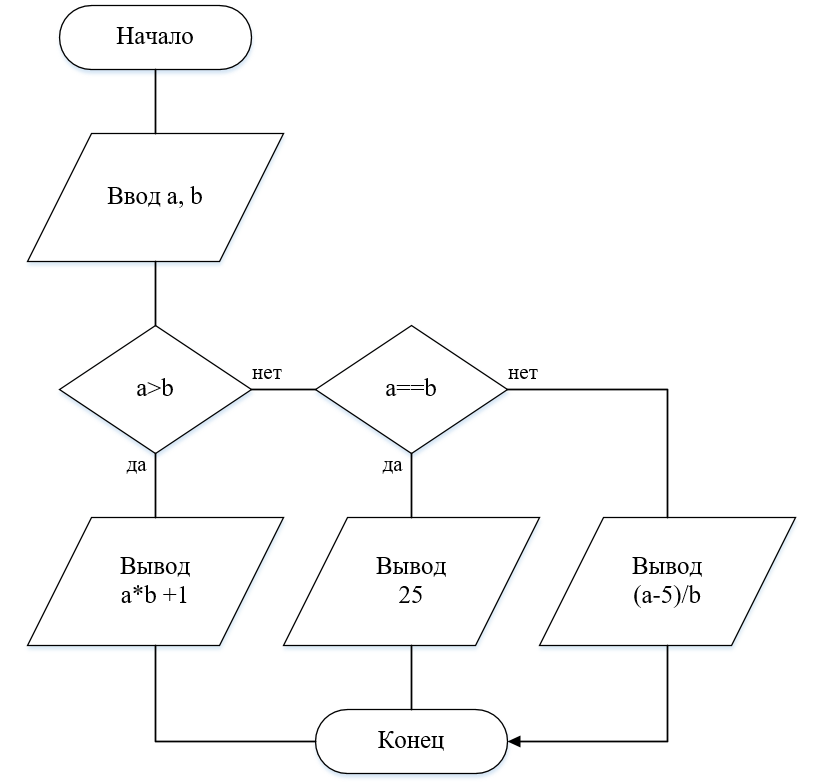 Начало
Ввод a, b
a>b
нет
a==b
нет
да
да
Вывод
a*b +1
Вывод
25
Вывод
(a-5)/b
Конец